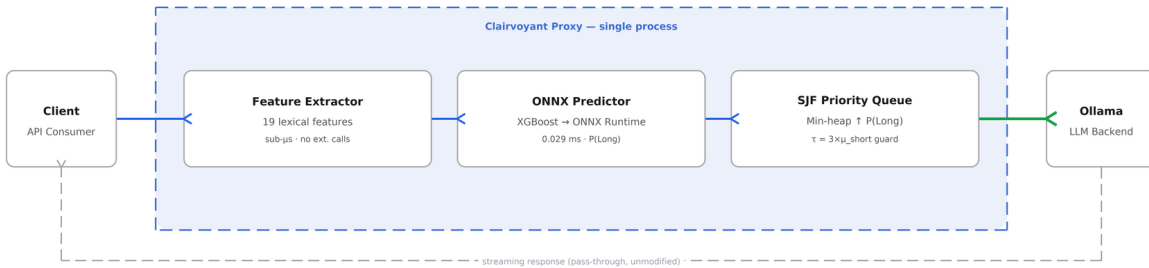 Clairvoyant Proxy — single process
Client
API Consumer
Feature Extractor
19 lexical features
sub-μs · no ext. calls
ONNX Predictor
XGBoost → ONNX Runtime
0.029 ms · P(Long)
SJF Priority Queue
Min-heap ↑ P(Long)
τ = 3×μ_short guard
Ollama
LLM Backend
streaming response (pass-through, unmodified)